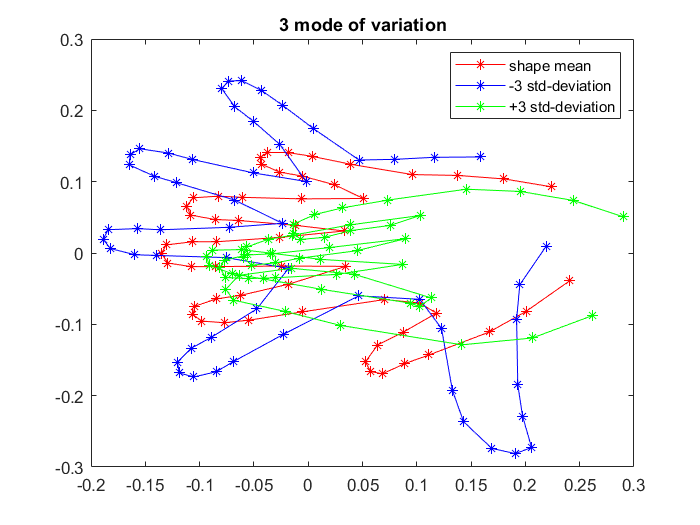 3 mode of variation
shape mean
-3 std-deviation
+3 std-deviation
0.3
0.2
0.1
0
-0.1
-0.2
-0.3
-0.2 -0.15 -0.1 -0.05 0 0.05 0.1 0.15 0.2 0.25 0.3